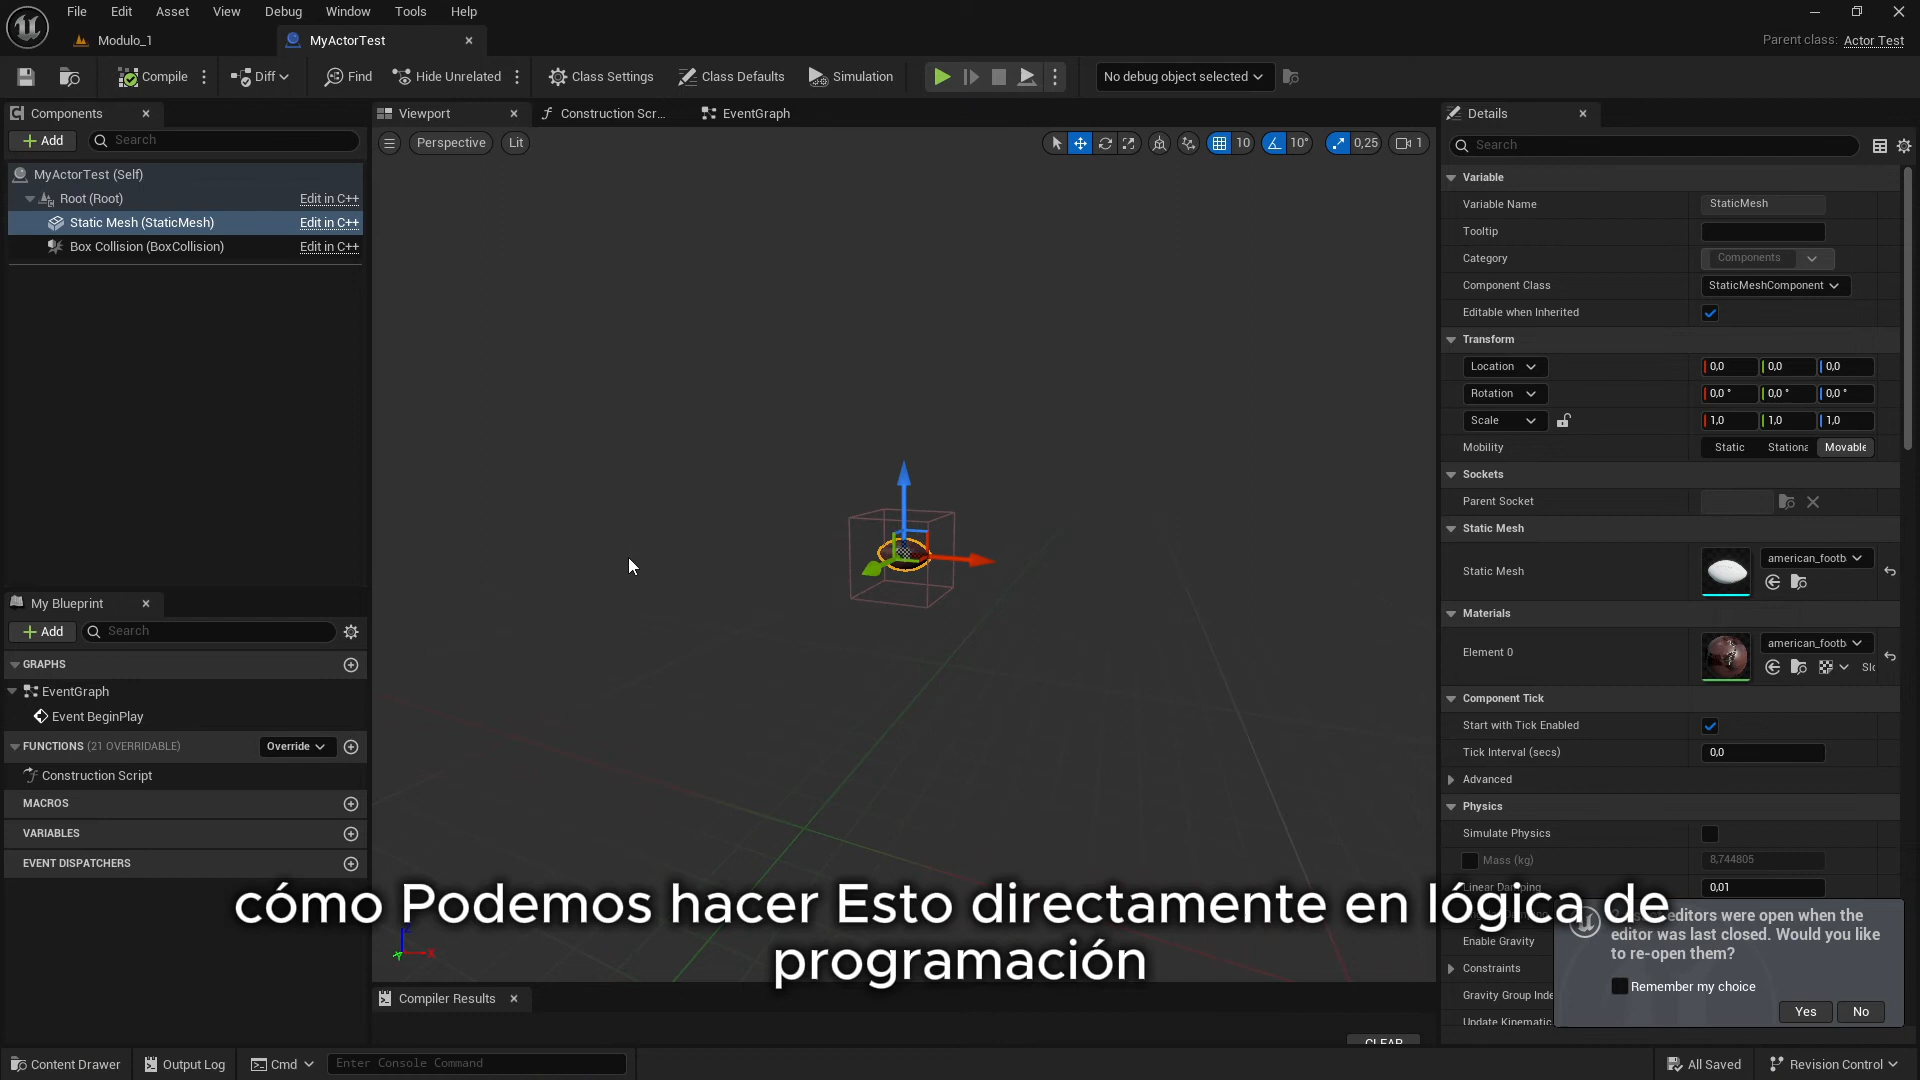 File Edit Asset View Debug Window Tools Help
Modulo_1
MyActorTest
Parent class: Actor Test
Compile Diff Find Hide Unrelated Class Settings Class Defaults Simulation No debug object selected
Components
Add Search
MyActorTest (Self)
Root (Root) Edit in C++
Static Mesh (StaticMesh) Edit in C++
Box Collision (BoxCollision) Edit in C++
My Blueprint
Add Search
GRAPHS
EventGraph
Event BeginPlay
FUNCTIONS (21 OVERRIDABLE) Override
Construction Script
MACROS
VARIABLES
EVENT DISPATCHERS
Viewport Construction Scr... EventGraph
Perspective Lit 10 10° 0,25 1
Details
Search
Variable
Variable Name StaticMesh
Tooltip
Category Components
Component Class StaticMeshComponent
Editable when Inherited
Transform
Location 0,0 0,0 0,0
Rotation 0,0 ° 0,0 ° 0,0 °
Scale 1,0 1,0 1,0
Mobility Static Stationa Movable
Sockets
Parent Socket
Static Mesh
Static Mesh american_footb
Materials
Element 0 american_footb
Component Tick
Start with Tick Enabled
Tick Interval (secs) 0,0
Advanced
Physics
Simulate Physics
Mass (kg) 8,744805
Linear Damping 0,01
Enable Gravity
Constraints
Gravity Group Inde
Update Kinematic
cómo Podemos hacer Esto directamente en lógica de
programación
editors were open when the
editor was last closed. Would you like
to re-open them?
Remember my choice
Yes No
Z
X
Compiler Results
CLEAR
Content Drawer Output Log Cmd Enter Console Command All Saved Revision Control